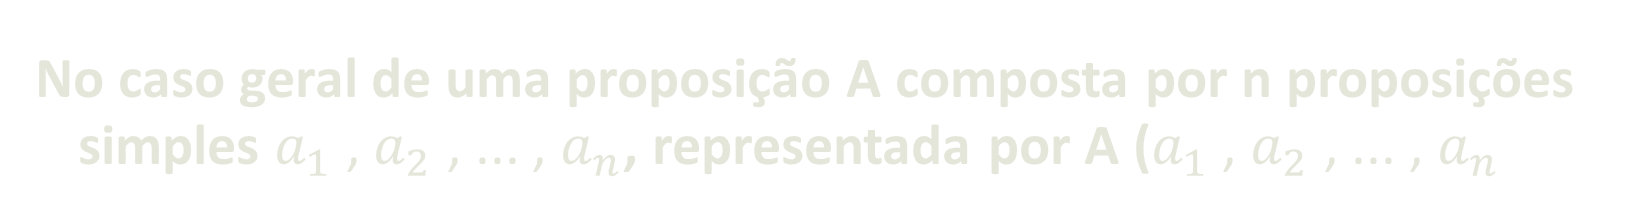 No caso geral de uma proposição A composta por n proposições
simples 𝑎₁ , 𝑎₂ , … , 𝑎ₙ, representada por A (𝑎₁ , 𝑎₂ , … , 𝑎ₙ